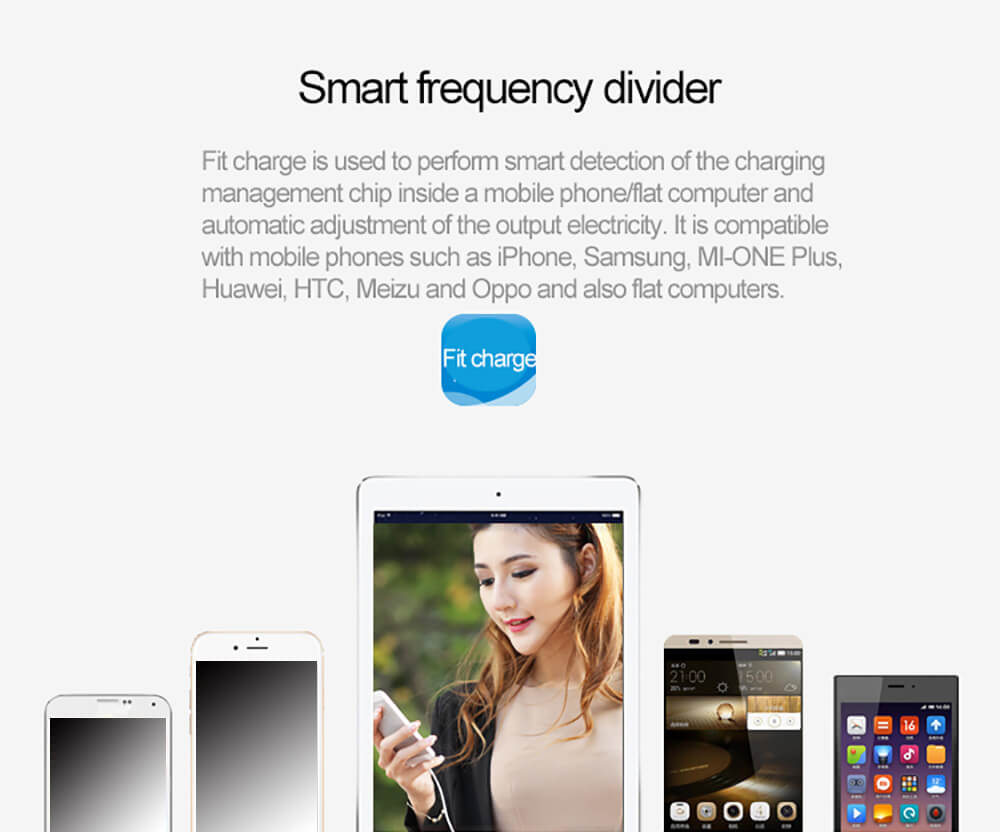 Smart frequency divider
Fit charge is used to perform smart detection of the charging
management chip inside a mobile phone/flat computer and
automatic adjustment of the output electricity. It is compatible
with mobile phones such as iPhone, Samsung, MI-ONE Plus,
Huawei, HTC, Meizu and Oppo and also flat computers.
Fit charge
21:00
15:00
16